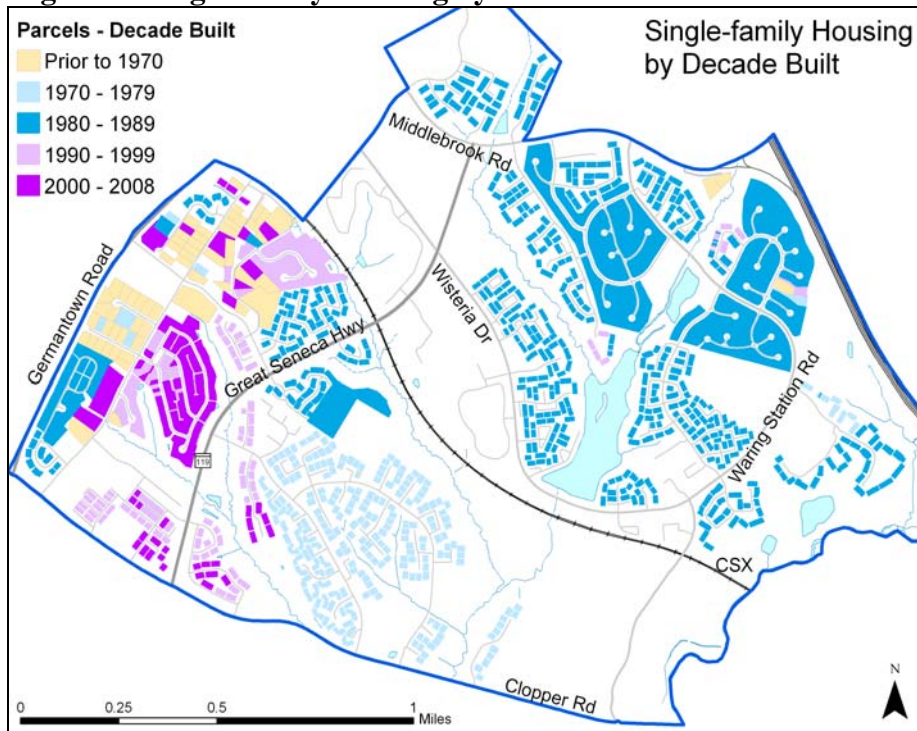 Single-family Housing
by Decade Built
Parcels - Decade Built
Prior to 1970
1970 - 1979
1980 - 1989
1990 - 1999
2000 - 2008
Middlebrook Rd
Germantown Road
Wisteria Dr
Great Seneca Hwy
Waring Station Rd
119
CSX
Clopper Rd
N
0 0.25 0.5 1
Miles